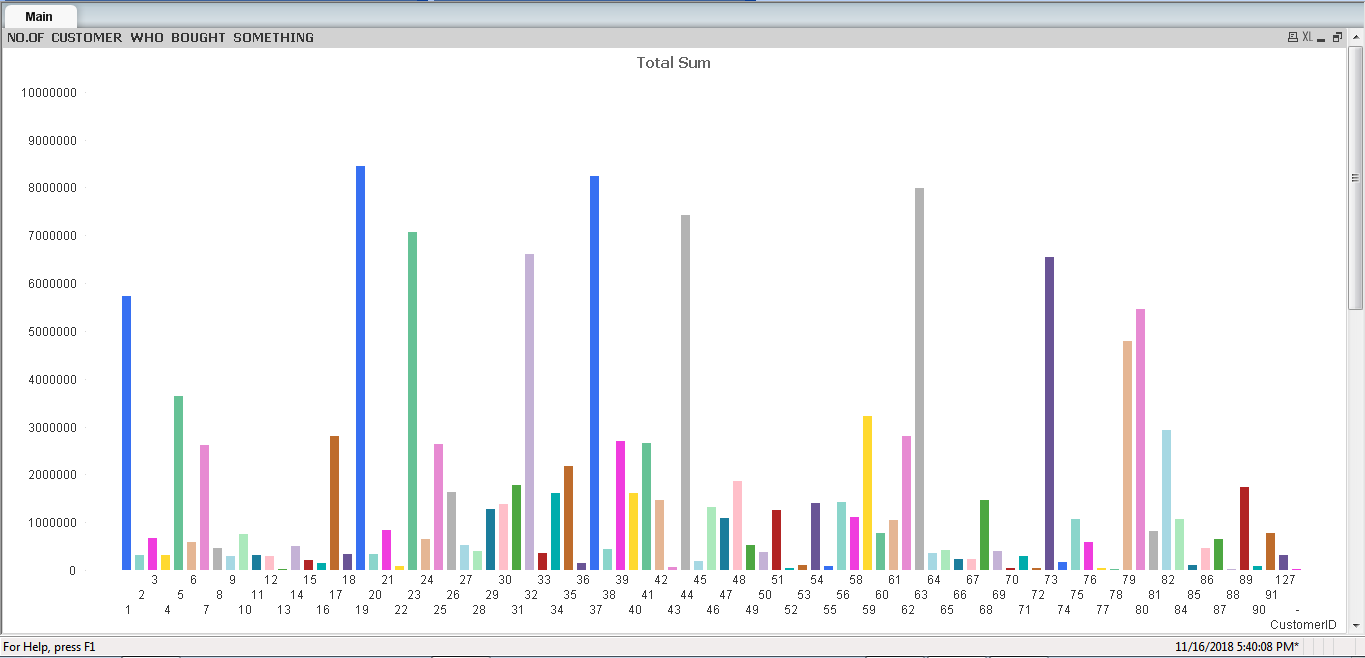 Main
NO.OF CUSTOMER WHO BOUGHT SOMETHING
XL
Total Sum
10000000
9000000
8000000
7000000
6000000
5000000
4000000
3000000
2000000
1000000
0
3 6 9 12 15 18 21 24 27 30 33 36 39 42 45 48 51 54 58 61 64 67 70 73 76 79 82 86 89 127
2 5 8 11 14 17 20 23 26 29 32 35 38 41 44 47 50 53 56 60 63 66 69 72 75 78 81 85 88 91
1 4 7 10 13 16 19 22 25 28 31 34 37 40 43 46 49 52 55 59 62 65 68 71 74 77 80 84 87 90 -
CustomerID
For Help, press F1
11/16/2018 5:40:08 PM*